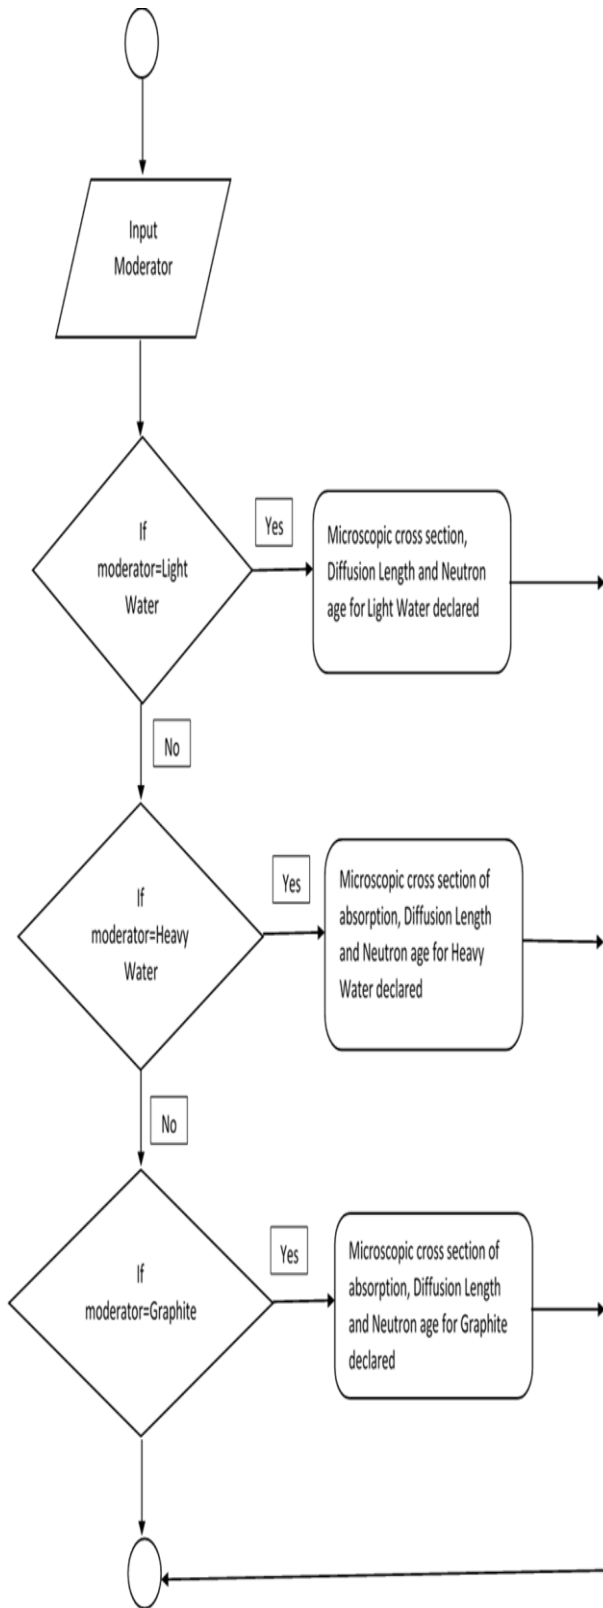 Input
Moderator
If
moderator=Light
Water
Yes
Microscopic cross section,
Diffusion Length and Neutron
age for Light Water declared
No
If
moderator=Heavy
Water
Yes
Microscopic cross section of
absorption, Diffusion Length
and Neutron age for Heavy
Water declared
No
If
moderator=Graphite
Yes
Microscopic cross section of
absorption, Diffusion Length
and Neutron age for Graphite
declared